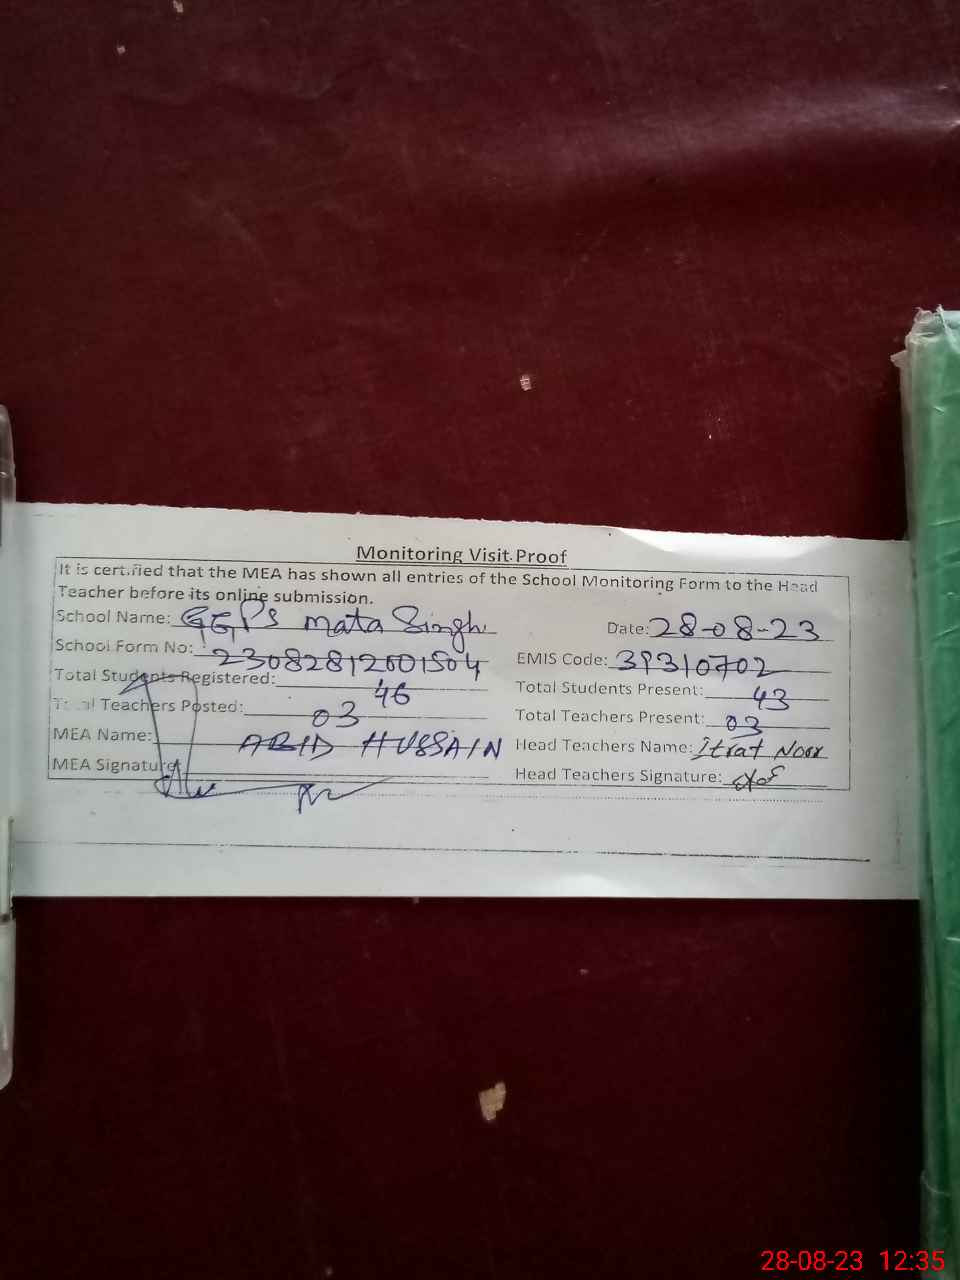 Monitoring Visit Proof
It is certified that the MEA has shown all entries of the School Monitoring Form to the Head
Teacher before its online submission.
School Name: GGPS Mata Singh Date: 28-08-23
School Form No: 23082812601504 EMIS Code: 39310702
Total Students Registered: 46 Total Students Present: 43
Total Teachers Posted: 03 Total Teachers Present: 03
MEA Name: ABID HUSSAIN Head Teachers Name: Itrat Noor
MEA Signature: Head Teachers Signature:
28-08-23 12:35